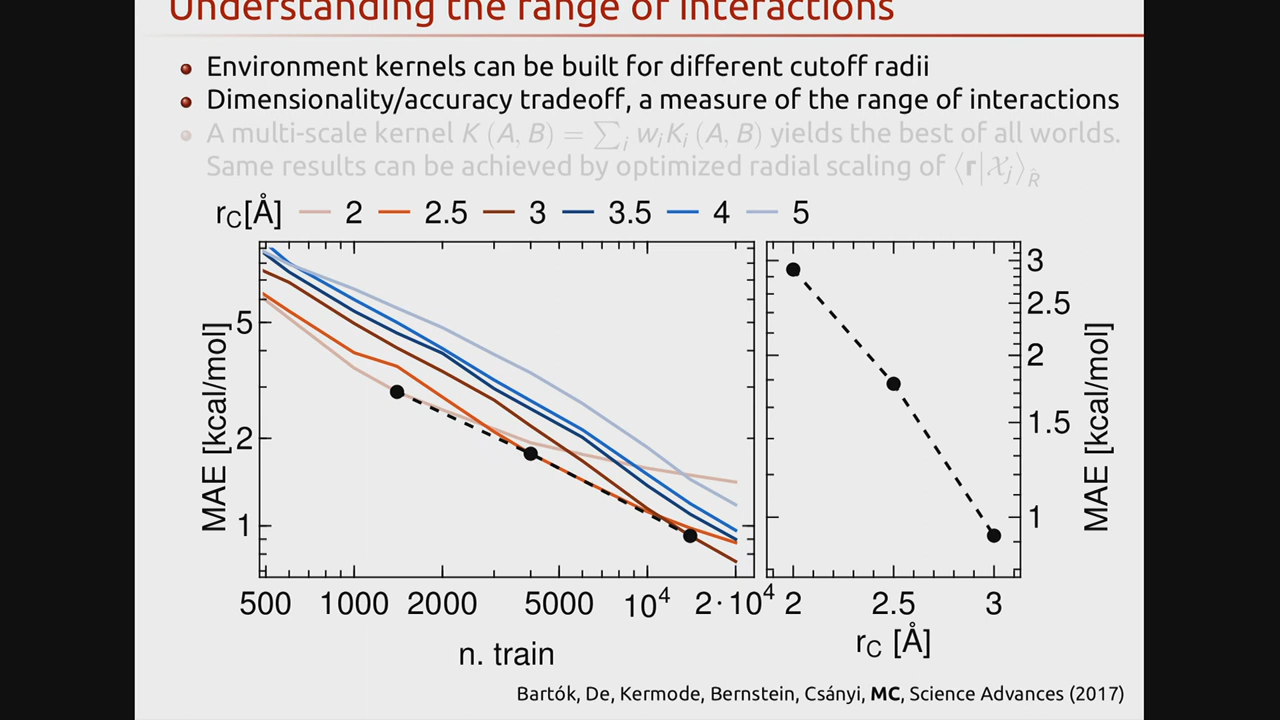 Understanding the range of interactions
Environment kernels can be built for different cutoff radii
Dimensionality/accuracy tradeoff, a measure of the range of interactions
A multi-scale kernel K (A, B) = ∑ᵢ wᵢKᵢ (A, B) yields the best of all worlds.
Same results can be achieved by optimized radial scaling of ⟨r|𝒳ⱼ⟩_R̂
r_C[Å] 2 2.5 3 3.5 4 5
MAE [kcal/mol]
5
2
1
500 1000 2000 5000 10⁴ 2·10⁴
n. train
3
2.5
2
1.5
1
MAE [kcal/mol]
2 2.5 3
r_C [Å]
Bartók, De, Kermode, Bernstein, Csányi, MC, Science Advances (2017)